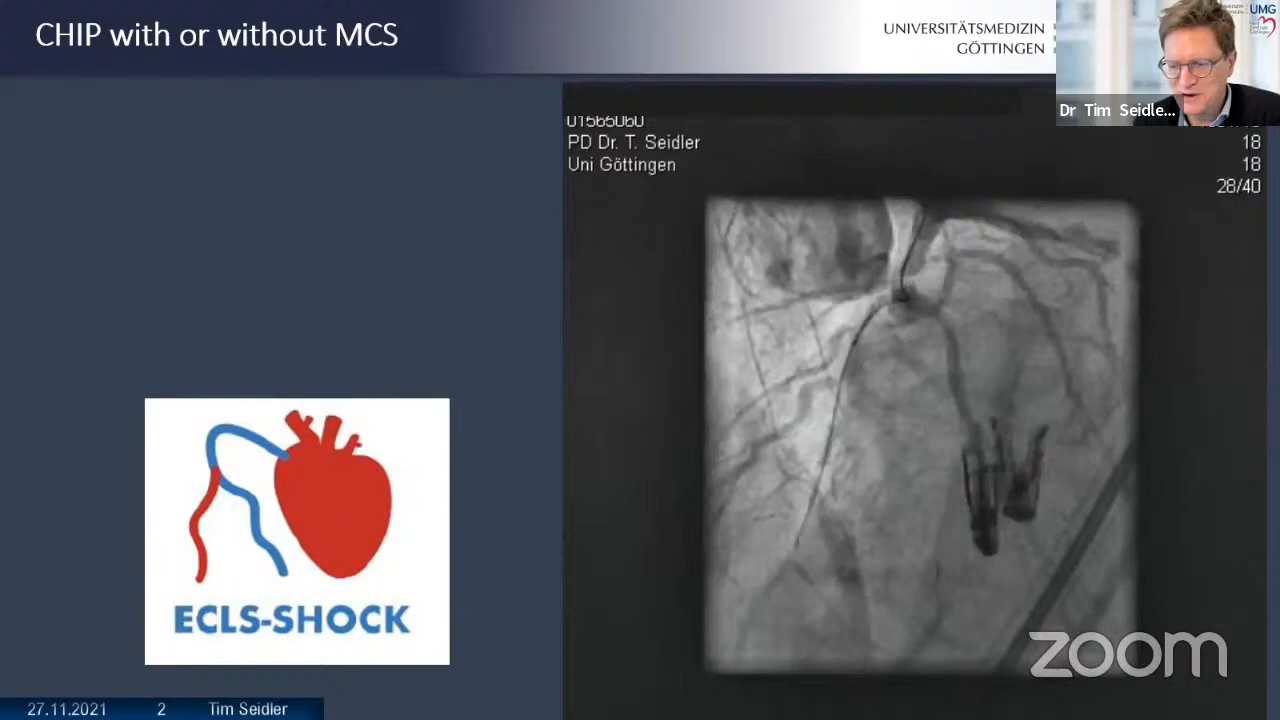 CHIP with or without MCS
UNIVERSITÄTSMEDIZIN
GÖTTINGEN
UMG
Dr Tim Seidle...
01565060
PD Dr. T. Seidler
Uni Göttingen
18
18
28/40
ECLS-SHOCK
zoom
27.11.2021
2
Tim Seidler